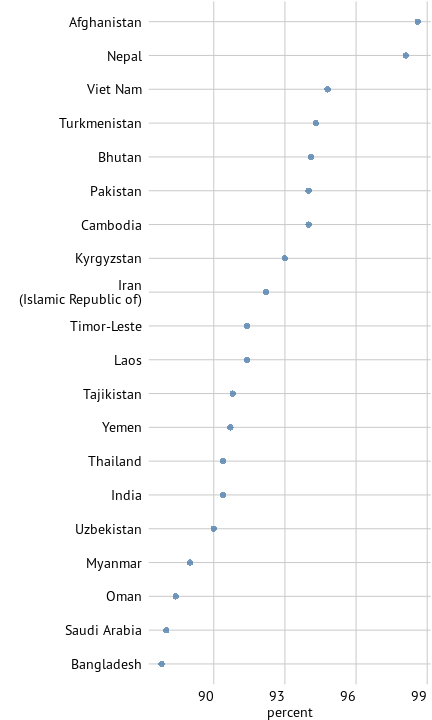 Afghanistan
Nepal
Viet Nam
Turkmenistan
Bhutan
Pakistan
Cambodia
Kyrgyzstan
Iran
(Islamic Republic of)
Timor-Leste
Laos
Tajikistan
Yemen
Thailand
India
Uzbekistan
Myanmar
Oman
Saudi Arabia
Bangladesh
90 93 96 99
percent